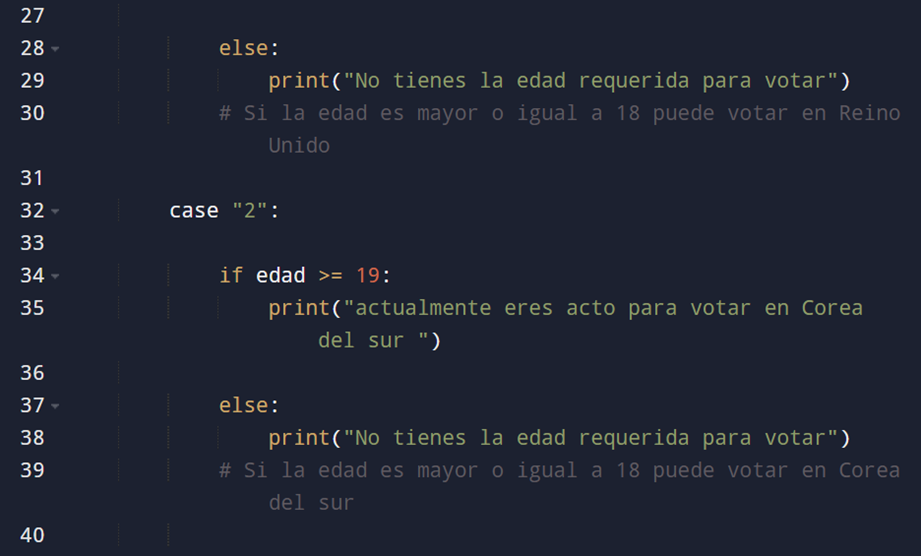 27
28 else:
29 print("No tienes la edad requerida para votar")
30 # Si la edad es mayor o igual a 18 puede votar en Reino
Unido
31
32 case "2":
33
34 if edad >= 19:
35 print("actualmente eres acto para votar en Corea
del sur ")
36
37 else:
38 print("No tienes la edad requerida para votar")
39 # Si la edad es mayor o igual a 18 puede votar en Corea
del sur
40